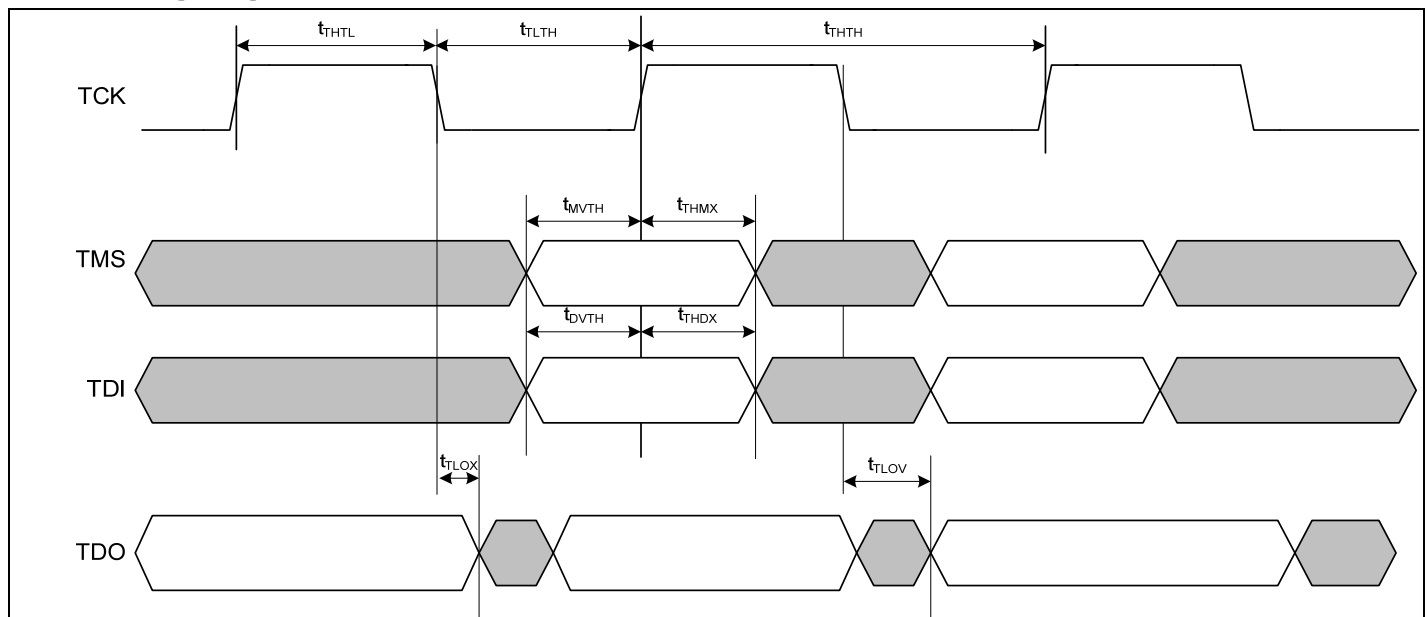 tTHTL tTLTH tTHTH
TCK
tMVTH tTHMX
TMS
tDVTH tTHDX
TDI
tTLOX tTLOV
TDO